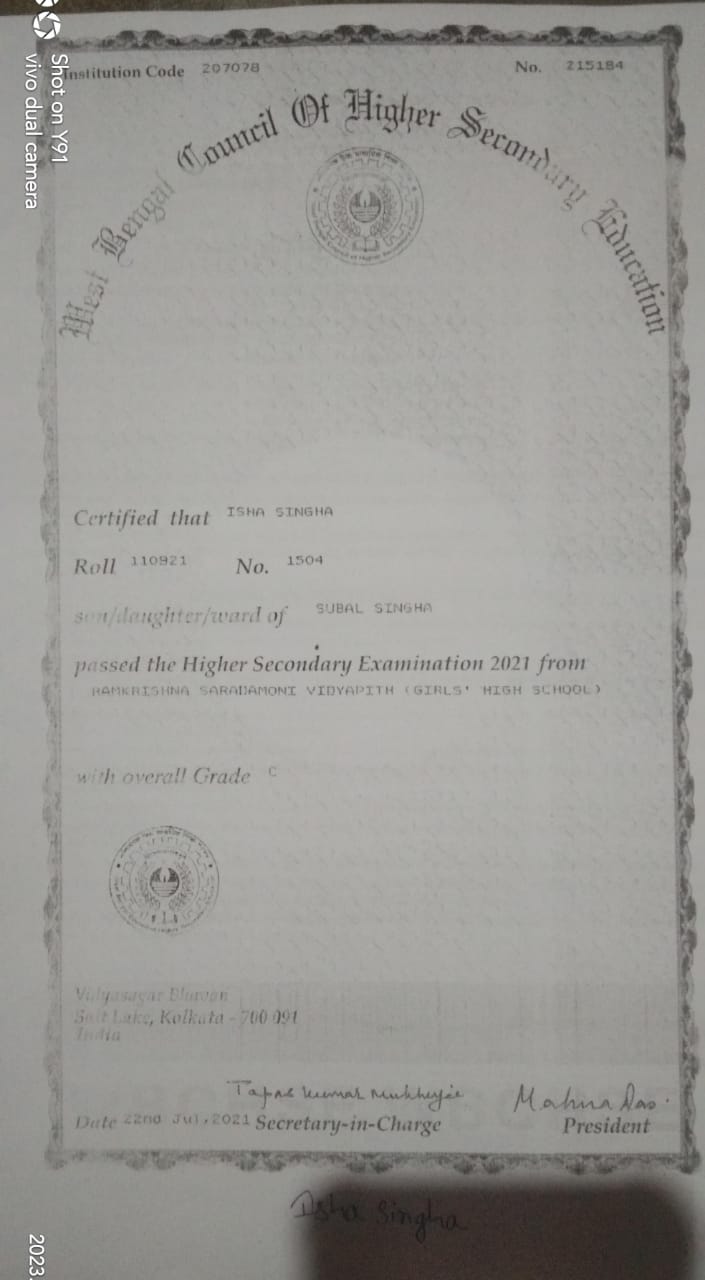 Institution Code 207078 No. 215184
West Bengal Council Of Higher Secondary Education
Certified that ISHA SINGHA
Roll 110921 No. 1504
son/daughter/ward of SUBAL SINGHA
passed the Higher Secondary Examination 2021 from
RAMKRISHNA SARADAMONI VIDYAPITH (GIRLS' HIGH SCHOOL)
with overall Grade C
Vidyasagar Bhavan
Salt Lake, Kolkata - 700 091
India
Tapas Kumar Mukherjee Mahua Das.
Date 22nd Jul,2021 Secretary-in-Charge President
Isha Singha
Shot on Y91
vivo dual camera
2023.